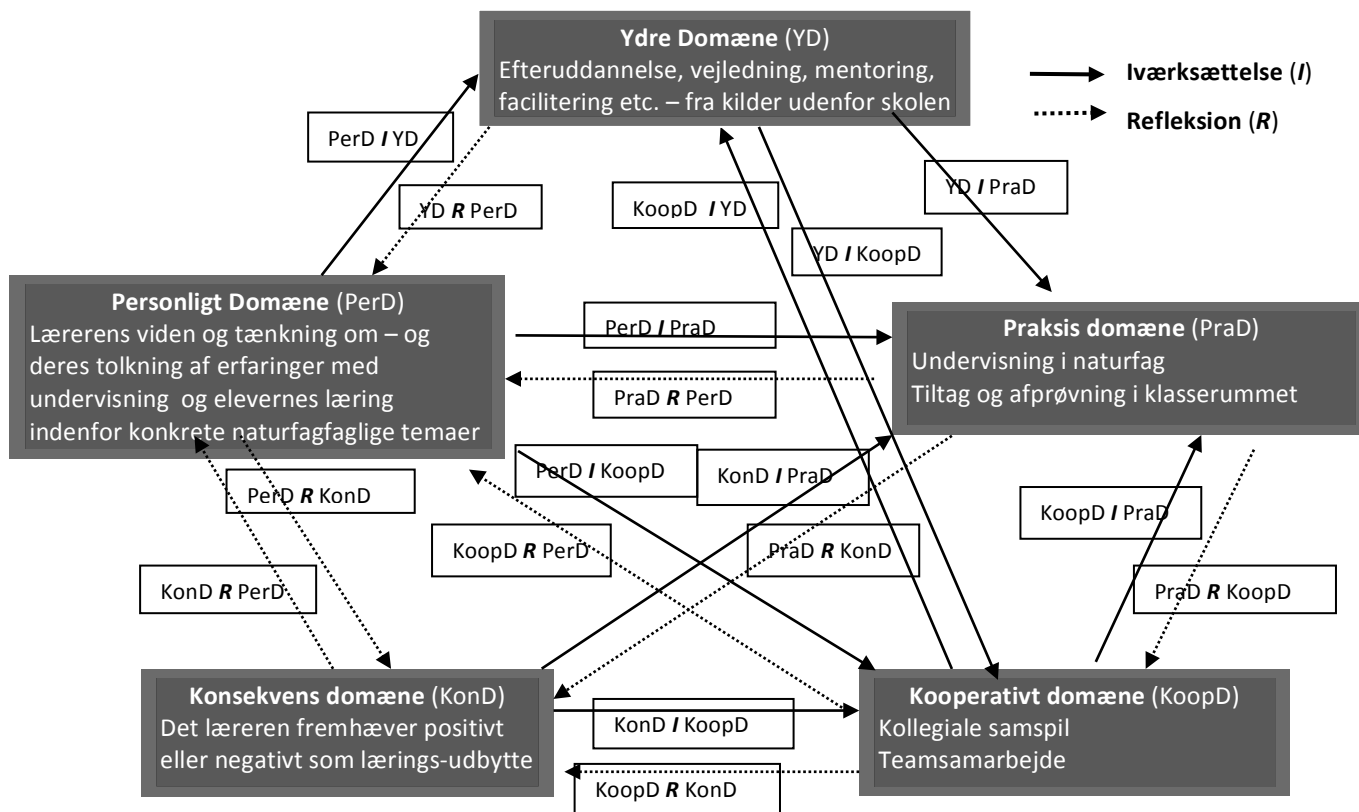 Ydre Domæne (YD)
Efteruddannelse, vejledning, mentoring,
facilitering etc. – fra kilder udenfor skolen
Iværksættelse (I)
Refleksion (R)
PerD I YD
YD R PerD
KoopD I YD
YD I PraD
YD I KoopD
Personligt Domæne (PerD)
Lærerens viden og tænkning om – og
deres tolkning af erfaringer med
undervisning og elevernes læring
indenfor konkrete naturfagfaglige temaer
PerD I PraD
PraD R PerD
Praksis domæne (PraD)
Undervisning i naturfag
Tiltag og afprøvning i klasserummet
PerD R KonD
PerD I KoopD
KonD I PraD
KoopD I PraD
KoopD R PerD
PraD R KonD
KonD R PerD
PraD R KoopD
Konsekvens domæne (KonD)
Det læreren fremhæver positivt
eller negativt som lærings-udbytte
KonD I KoopD
KoopD R KonD
Kooperativt domæne (KoopD)
Kollegiale samspil
Teamsamarbejde